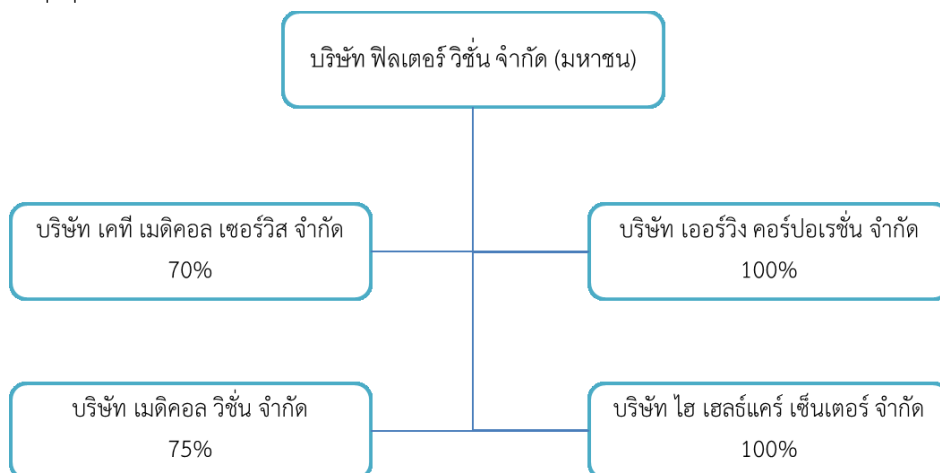 บริษัท ฟิลเตอร์ วิชั่น จำกัด (มหาชน)
บริษัท เคที เมดิคอล เซอร์วิส จำกัด
70%
บริษัท เออร์วิง คอร์ปอเรชั่น จำกัด
100%
บริษัท เมดิคอล วิชั่น จำกัด
75%
บริษัท ไฮ เฮลธ์แคร์ เซ็นเตอร์ จำกัด
100%